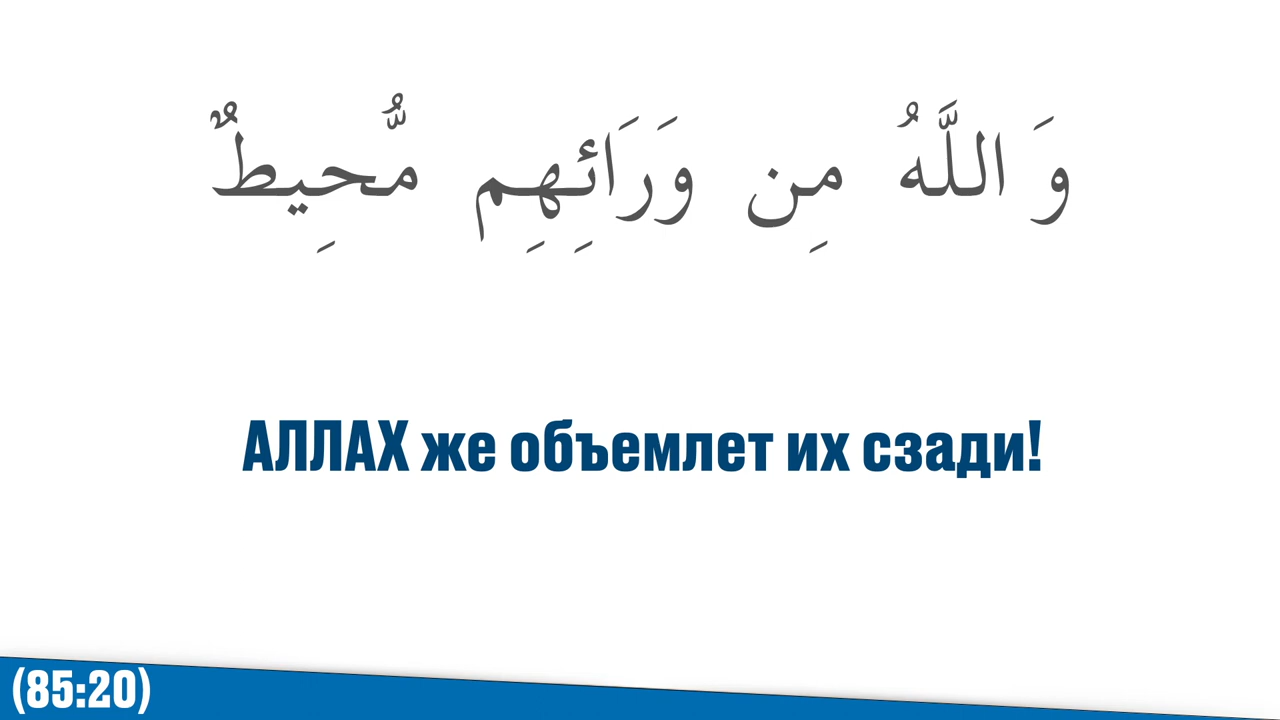 وَ اللَّهُ مِن وَرَائِهِم مُّحِيطٌ
АЛЛАХ же объемлет их сзади!
(85:20)